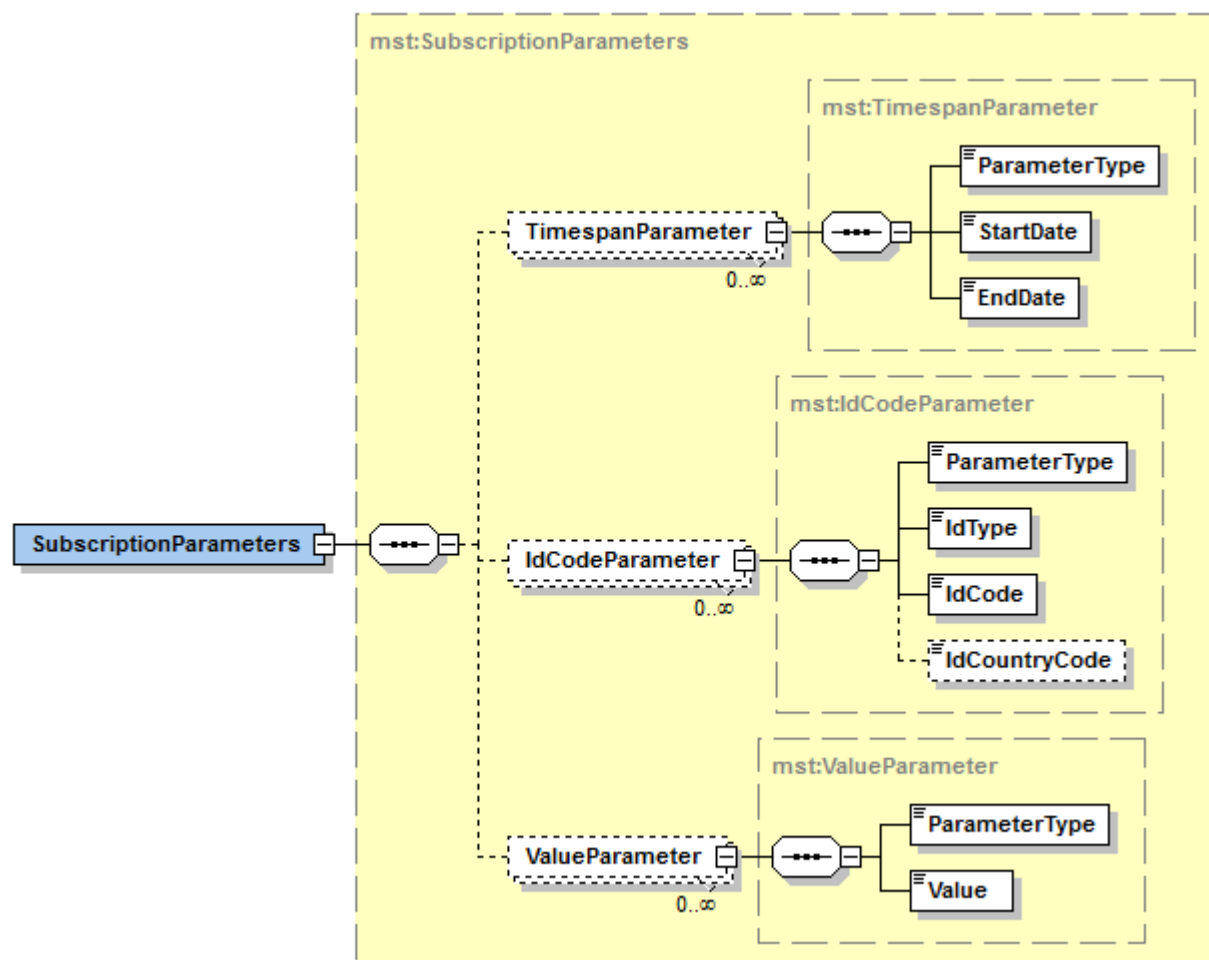 mst:SubscriptionParameters
mst:TimespanParameter
ParameterType
TimespanParameter
StartDate
0..∞
EndDate
mst:IdCodeParameter
ParameterType
IdType
SubscriptionParameters
IdCodeParameter
IdCode
0..∞
IdCountryCode
mst:ValueParameter
ParameterType
ValueParameter
Value
0..∞